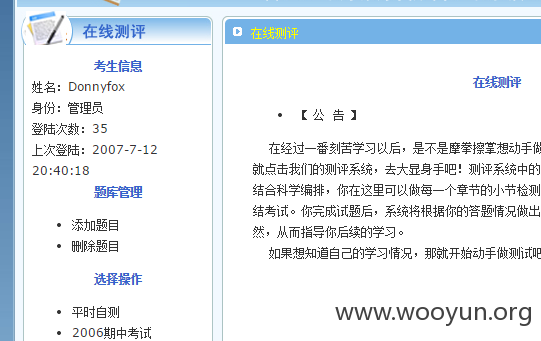 在线测评
考生信息
姓名：Donnyfox
身份：管理员
登陆次数：35
上次登陆：2007-7-12
20:40:18
题库管理
添加题目
删除题目
选择操作
平时自测
2006期中考试
在线测评
在线测评
【 公 告 】
在经过一番刻苦学习以后，是不是摩拳擦掌想动手做
就点击我们的测评系统，去大显身手吧！测评系统中的
结合科学编排，你在这里可以做每一个章节的小节检测
结考试。你完成试题后，系统将根据你的答题情况做出
然，从而指导你后续的学习。
如果想知道自己的学习情况，那就开始动手做测试吧
www.wooyun.org